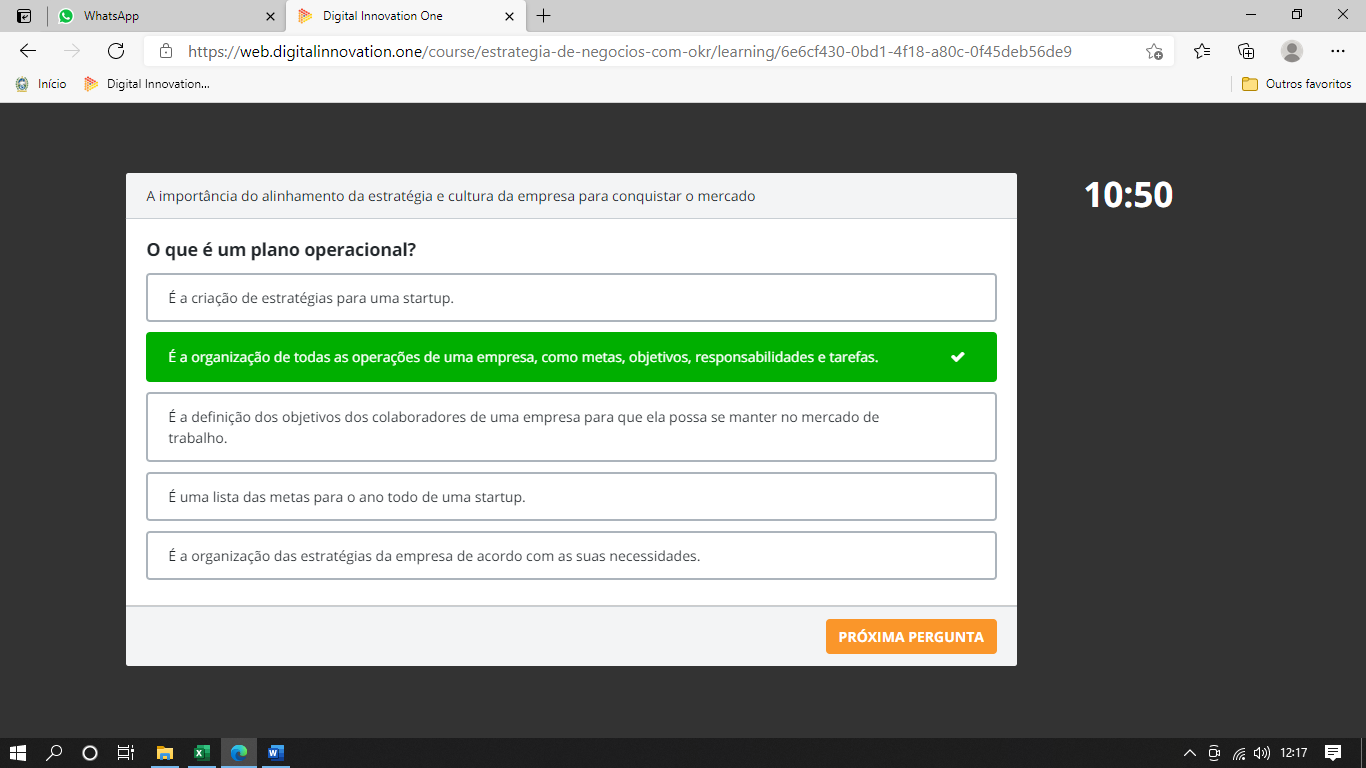 WhatsApp
Digital Innovation One
https://web.digitalinnovation.one/course/estrategia-de-negocios-com-okr/learning/6e6cf430-0bd1-4f18-a80c-0f45deb56de9
Início
Digital Innovation...
Outros favoritos
A importância do alinhamento da estratégia e cultura da empresa para conquistar o mercado
10:50
O que é um plano operacional?
É a criação de estratégias para uma startup.
É a organização de todas as operações de uma empresa, como metas, objetivos, responsabilidades e tarefas.
É a definição dos objetivos dos colaboradores de uma empresa para que ela possa se manter no mercado de
trabalho.
É uma lista das metas para o ano todo de uma startup.
É a organização das estratégias da empresa de acordo com as suas necessidades.
PRÓXIMA PERGUNTA
12:17